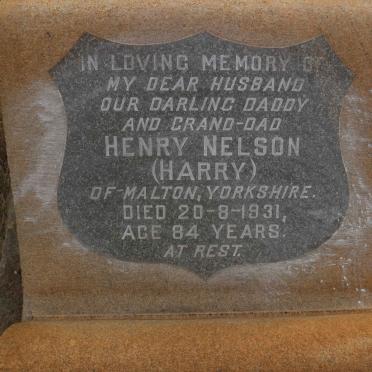 IN LOVING MEMORY OF
MY DEAR HUSBAND
OUR DARLING DADDY
AND GRAND-DAD
HENRY NELSON
(HARRY)
OF-MALTON, YORKSHIRE.
DIED 20-8-1931,
AGE 84 YEARS.
AT REST.